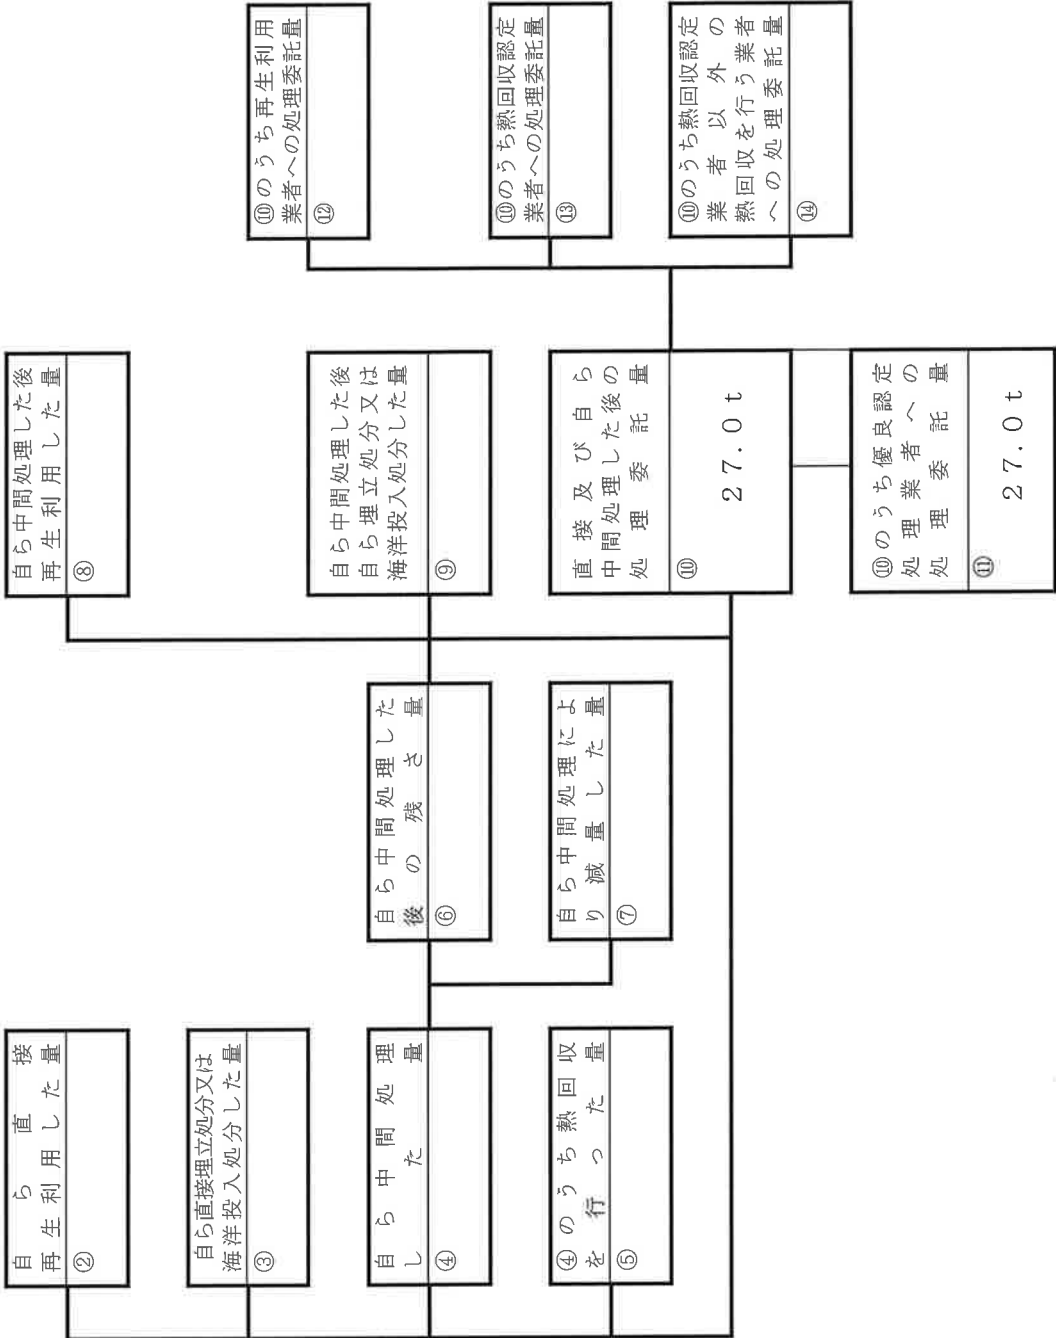 自ら直接
再生利用した量
②
自ら直接埋立処分又は
海洋投入処分した量
③
自ら中間処理
した量
④
④のうち熱回収
を行った量
⑤
自ら中間処理した
後の残さ量
⑥
自ら中間処理によ
り減量した量
⑦
自ら中間処理した後
再生利用した量
⑧
自ら中間処理した後
自ら埋立処分又は
海洋投入処分した量
⑨
直接及び自ら
中間処理した後の
処理委託量
⑩
27.0t
⑩のうち優良認定
処理業者への
処理委託量
⑪
27.0t
⑩のうち再生利用
業者への処理委託量
⑫
⑩のうち熱回収認定
業者への処理委託量
⑬
⑩のうち熱回収認定
業者以外の
熱回収を行う業者
への処理委託量
⑭